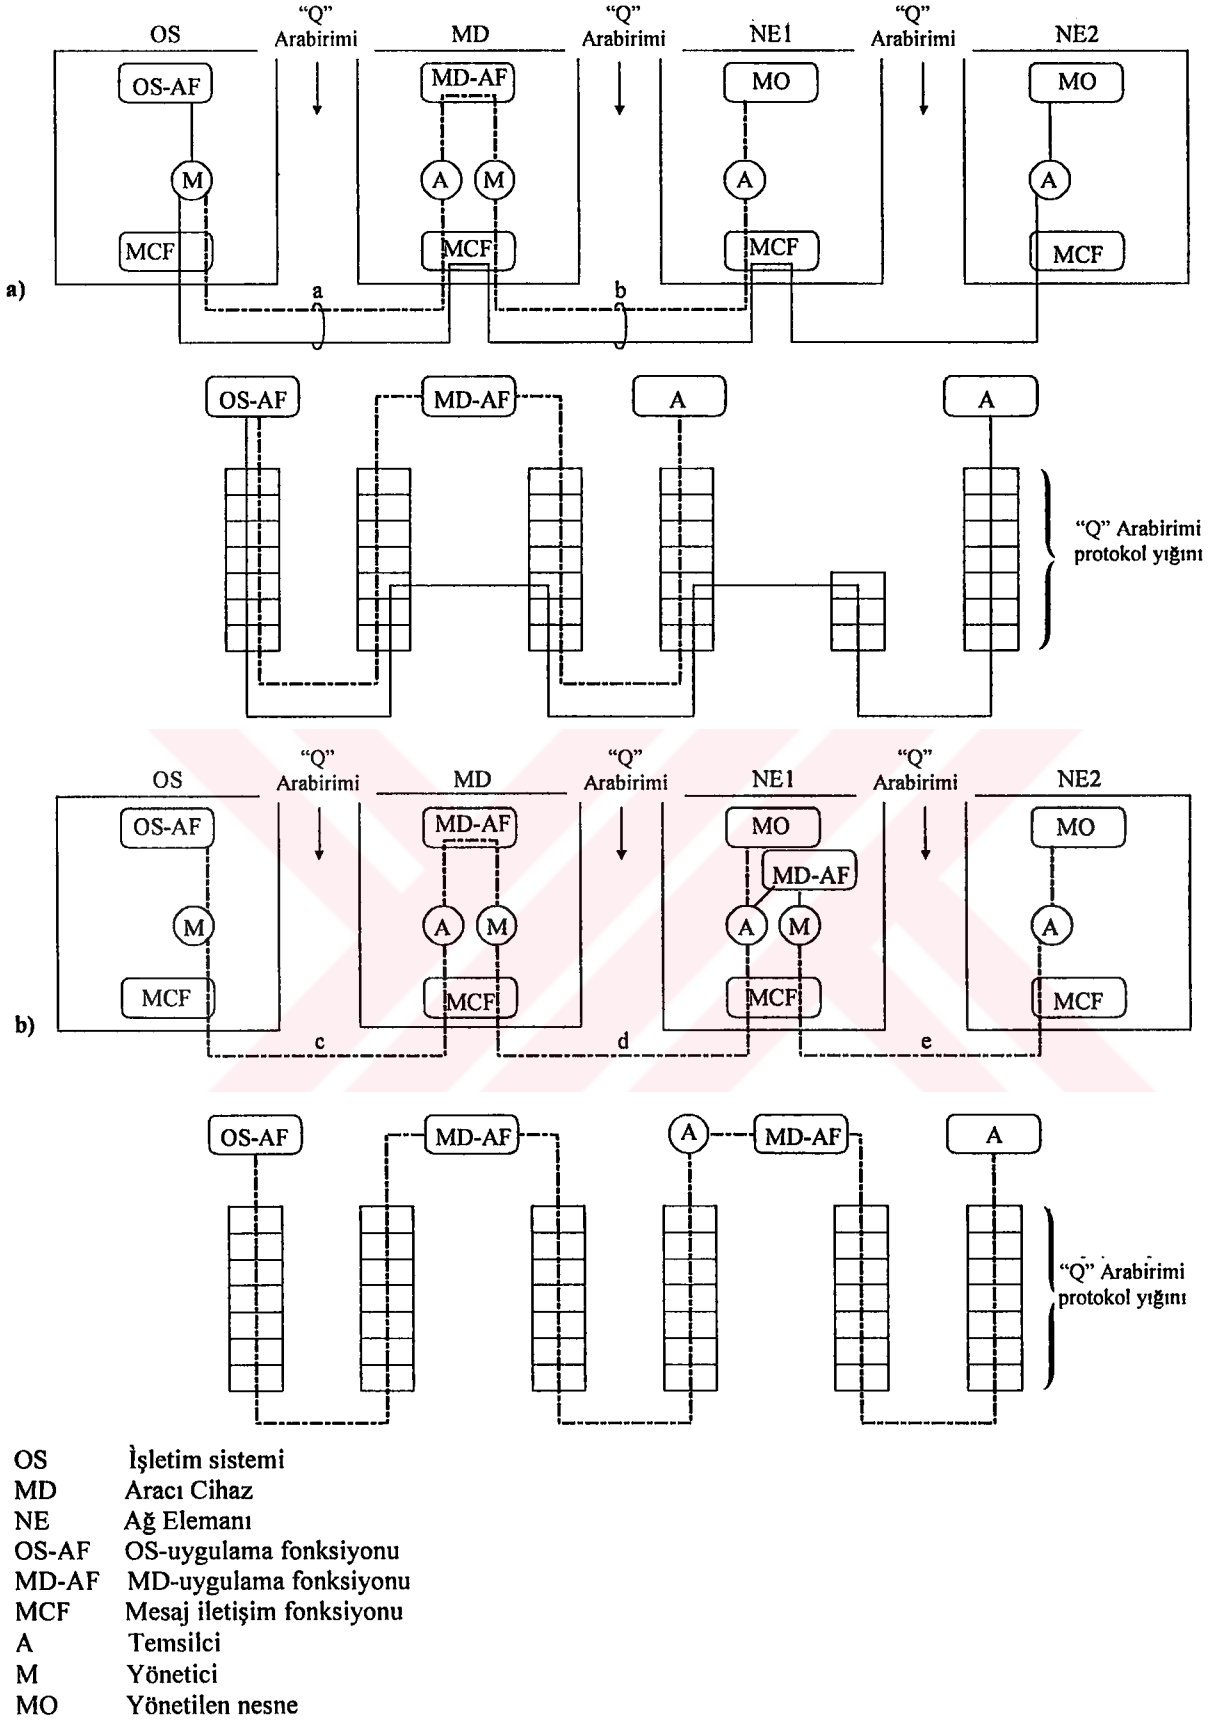 OS
“Q”
Arabirimi
MD
“Q”
Arabirimi
NE1
“Q”
Arabirimi
NE2
OS-AF
MD-AF
MO
MO
M
A
M
A
A
MCF
MCF
MCF
MCF
a)
a
b
OS-AF
MD-AF
A
A
“Q” Arabirimi
protokol yığını
OS
“Q”
Arabirimi
MD
“Q”
Arabirimi
NE1
“Q”
Arabirimi
NE2
OS-AF
MD-AF
MO
MO
MD-AF
M
A
M
A
M
A
MCF
MCF
MCF
MCF
b)
c
d
e
OS-AF
MD-AF
A
MD-AF
A
“Q” Arabirimi
protokol yığını
OS İşletim sistemi
MD Aracı Cihaz
NE Ağ Elemanı
OS-AF OS-uygulama fonksiyonu
MD-AF MD-uygulama fonksiyonu
MCF Mesaj iletişim fonksiyonu
A Temsilci
M Yönetici
MO Yönetilen nesne